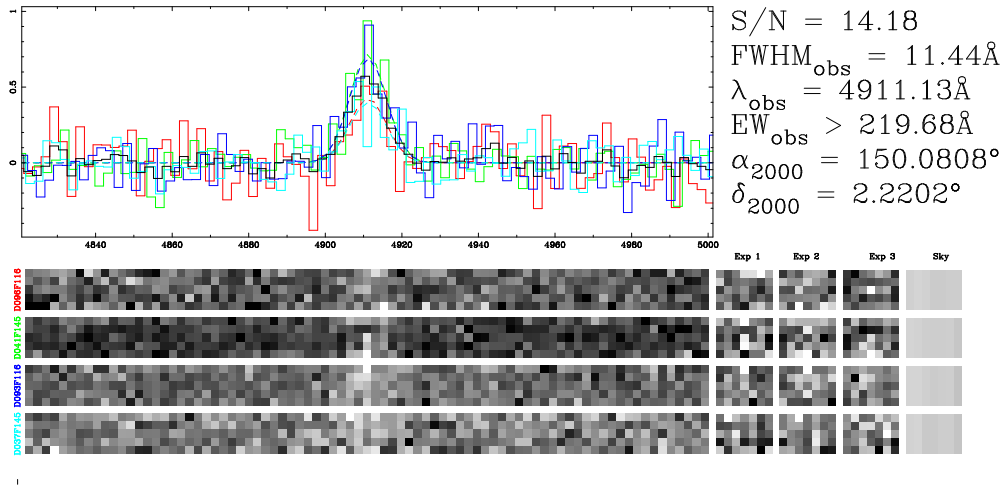 S/N = 14.18
FWHM_obs = 11.44Å
λ_obs = 4911.13Å
EW_obs > 219.68Å
α_2000 = 150.0808°
δ_2000 = 2.2202°
1
0.5
0
4840 4860 4880 4900 4920 4940 4960 4980 5000
Exp 1 Exp 2 Exp 3 Sky
D096F116
D041F145
D093F116
D037F145